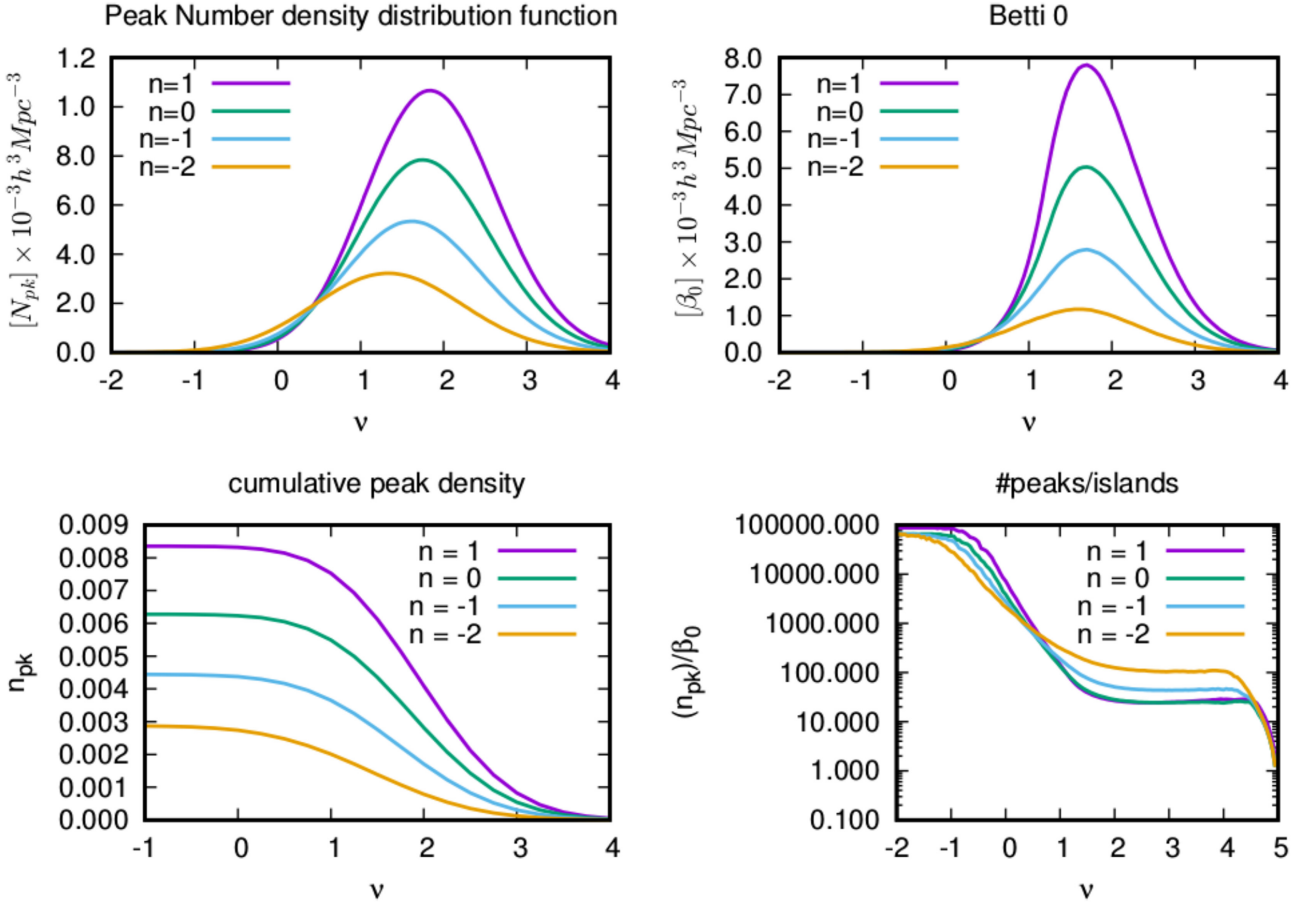 Peak Number density distribution function
[N_{pk}] × 10^{-3} h^3 Mpc^{-3}
1.2
1.0
8.0
6.0
4.0
2.0
0.0
n=1
n=0
n=-1
n=-2
-2 -1 0 1 2 3 4
ν
Betti 0
[β_0] × 10^{-3} h^3 Mpc^{-3}
8.0
7.0
6.0
5.0
4.0
3.0
2.0
1.0
0.0
n=1
n=0
n=-1
n=-2
-2 -1 0 1 2 3 4
ν
cumulative peak density
n_{pk}
0.009
0.008
0.007
0.006
0.005
0.004
0.003
0.002
0.001
0.000
n = 1
n = 0
n = -1
n = -2
-1 0 1 2 3 4
ν
#peaks/islands
(n_{pk})/β_0
100000.000
10000.000
1000.000
100.000
10.000
1.000
0.100
n = 1
n = 0
n = -1
n = -2
-2 -1 0 1 2 3 4 5
ν